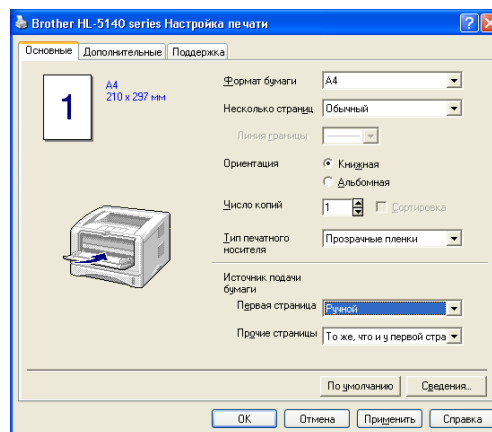 Brother HL-5140 series Настройка печати
Основные Дополнительные Поддержка
1
A4
210 x 297 мм
Формат бумаги A4
Несколько страниц Обычный
Линия границы
Ориентация Книжная
Альбомная
Число копий 1 Сортировка
Тип печатного носителя Прозрачные пленки
Источник подачи бумаги
Первая страница Ручной
Прочие страницы То же, что и у первой стра
По умолчанию Сведения...
OK Отмена Применить Справка